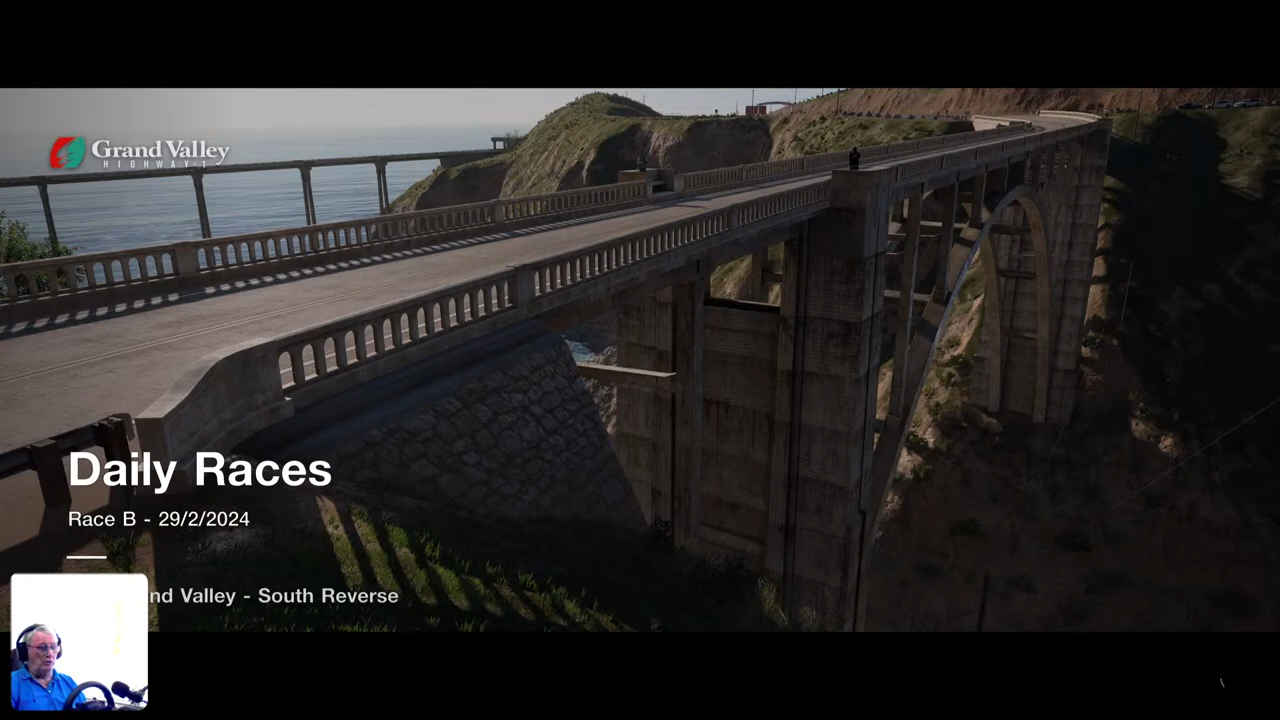 Grand Valley
HIGHWAY 1
Daily Races
Race B - 29/2/2024
nd Valley - South Reverse